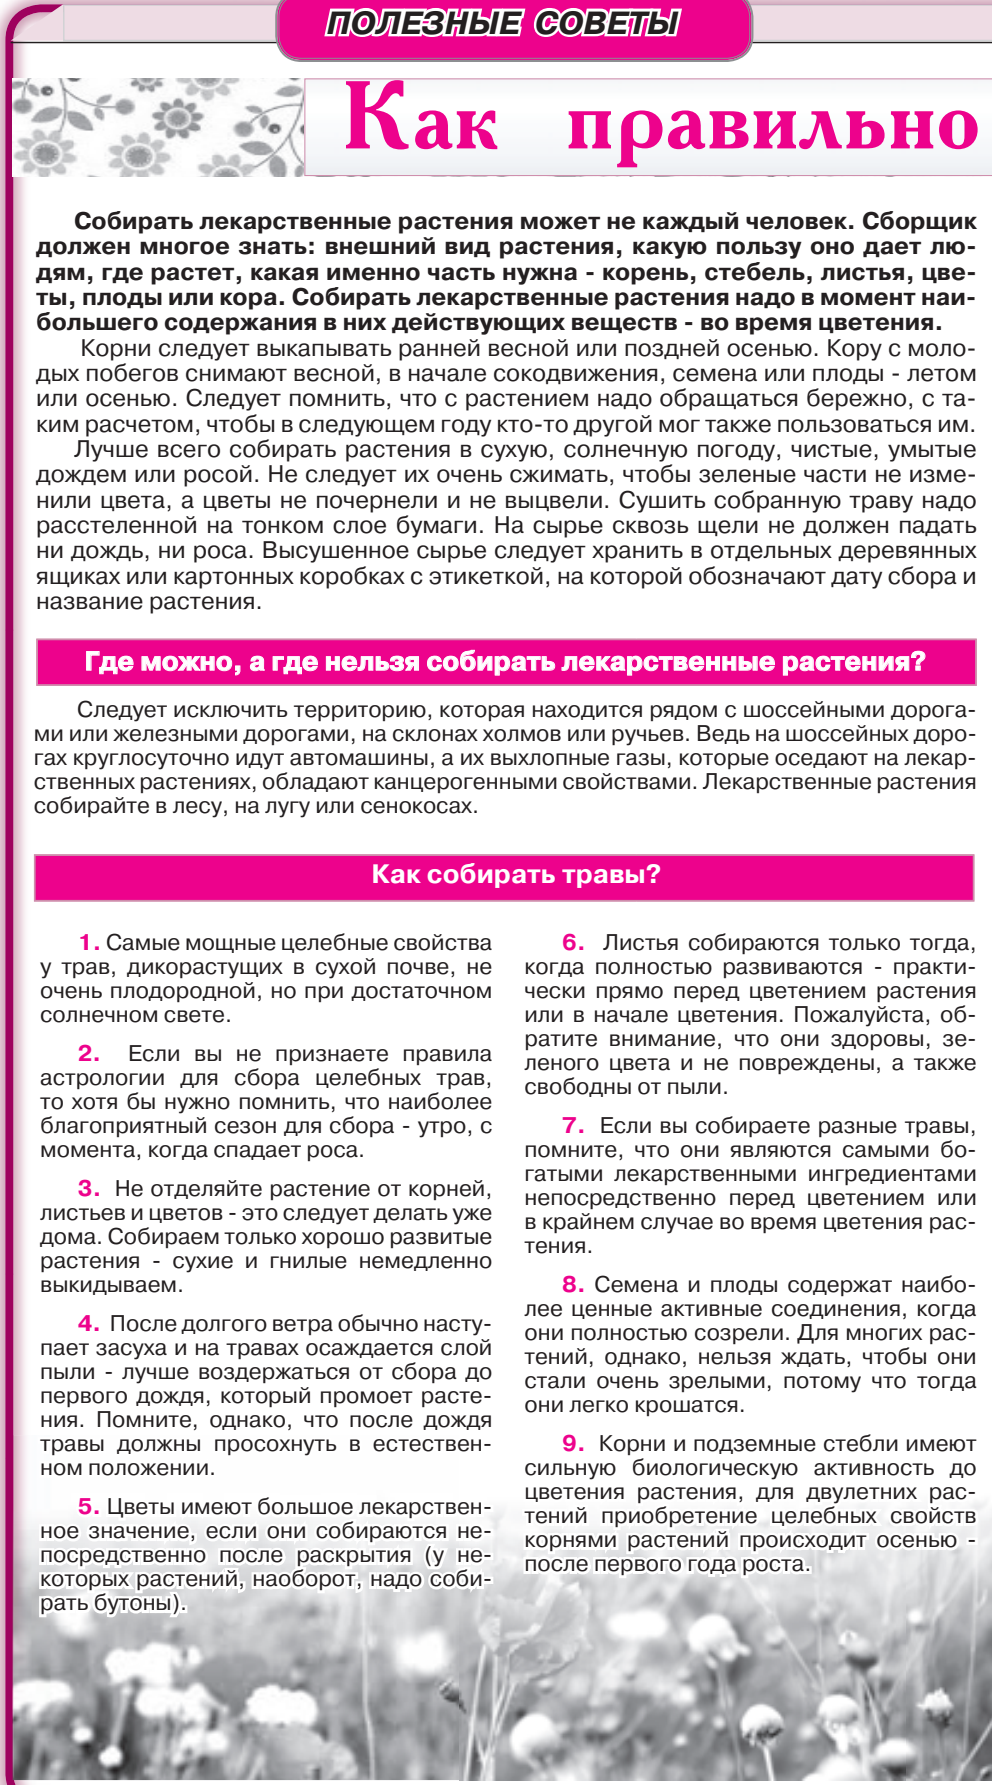 ПОЛЕЗНЫЕ СОВЕТЫ
Как правильно
Собирать лекарственные растения может не каждый человек. Сборщик
должен многое знать: внешний вид растения, какую пользу оно дает лю-
дям, где растет, какая именно часть нужна - корень, стебель, листья, цве-
ты, плоды или кора. Собирать лекарственные растения надо в момент наи-
большего содержания в них действующих веществ - во время цветения.
Корни следует выкапывать ранней весной или поздней осенью. Кору с моло-
дых побегов снимают весной, в начале сокодвижения, семена или плоды - летом
или осенью. Следует помнить, что с растением надо обращаться бережно, с та-
ким расчетом, чтобы в следующем году кто-то другой мог также пользоваться им.
Лучше всего собирать растения в сухую, солнечную погоду, чистые, умытые
дождем или росой. Не следует их очень сжимать, чтобы зеленые части не изме-
нили цвета, а цветы не почернели и не выцвели. Сушить собранную траву надо
расстеленной на тонком слое бумаги. На сырье сквозь щели не должен падать
ни дождь, ни роса. Высушенное сырье следует хранить в отдельных деревянных
ящиках или картонных коробках с этикеткой, на которой обозначают дату сбора и
название растения.
Где можно, а где нельзя собирать лекарственные растения?
Следует исключить территорию, которая находится рядом с шоссейными дорога-
ми или железными дорогами, на склонах холмов или ручьев. Ведь на шоссейных доро-
гах круглосуточно идут автомашины, а их выхлопные газы, которые оседают на лекар-
ственных растениях, обладают канцерогенными свойствами. Лекарственные растения
собирайте в лесу, на лугу или сенокосах.
Как собирать травы?
1. Самые мощные целебные свойства
у трав, дикорастущих в сухой почве, не
очень плодородной, но при достаточном
солнечном свете.
2. Если вы не признаете правила
астрологии для сбора целебных трав,
то хотя бы нужно помнить, что наиболее
благоприятный сезон для сбора - утро, с
момента, когда спадает роса.
3. Не отделяйте растение от корней,
листьев и цветов - это следует делать уже
дома. Собираем только хорошо развитые
растения - сухие и гнилые немедленно
выкидываем.
4. После долгого ветра обычно насту-
пает засуха и на травах осаждается слой
пыли - лучше воздержаться от сбора до
первого дождя, который промоет расте-
ния. Помните, однако, что после дождя
травы должны просохнуть в естествен-
ном положении.
5. Цветы имеют большое лекарствен-
ное значение, если они собираются не-
посредственно после раскрытия (у не-
которых растений, наоборот, надо соби-
рать бутоны).
6. Листья собираются только тогда,
когда полностью развиваются - практи-
чески прямо перед цветением растения
или в начале цветения. Пожалуйста, об-
ратите внимание, что они здоровы, зе-
леного цвета и не повреждены, а также
свободны от пыли.
7. Если вы собираете разные травы,
помните, что они являются самыми бо-
гатыми лекарственными ингредиентами
непосредственно перед цветением или
в крайнем случае во время цветения рас-
тения.
8. Семена и плоды содержат наибо-
лее ценные активные соединения, когда
они полностью созрели. Для многих рас-
тений, однако, нельзя ждать, чтобы они
стали очень зрелыми, потому что тогда
они легко крошатся.
9. Корни и подземные стебли имеют
сильную биологическую активность до
цветения растения, для двулетних рас-
тений приобретение целебных свойств
корнями растений происходит осенью -
после первого года роста.